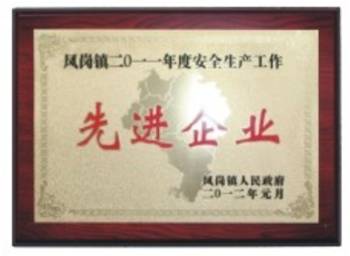 凤岗镇二〇一一年度安全生产工作
先进企业
凤岗镇人民政府
二〇一二年元月